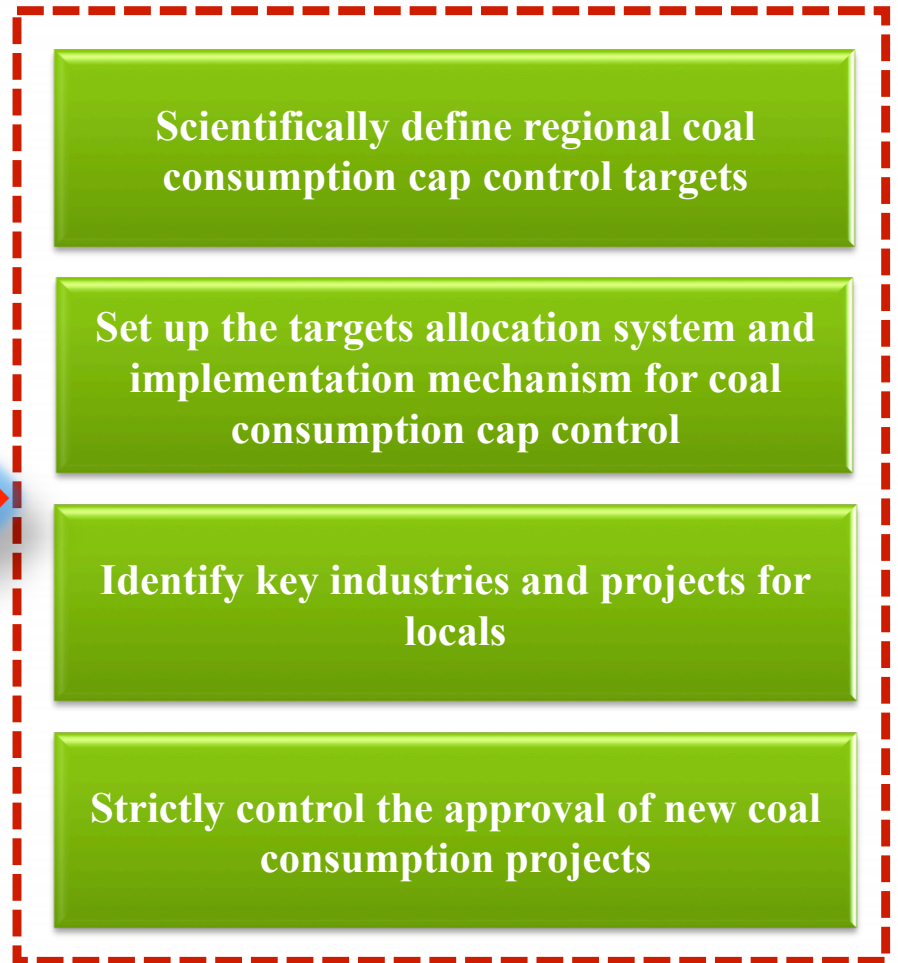 Scientifically define regional coal
consumption cap control targets
Set up the targets allocation system and
implementation mechanism for coal
consumption cap control
Identify key industries and projects for
locals
Strictly control the approval of new coal
consumption projects